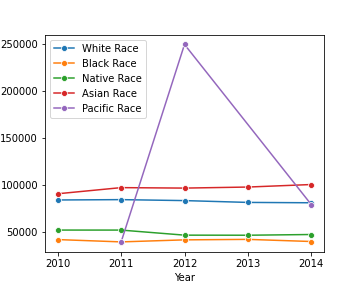 250000
200000
150000
100000
50000
White Race
Black Race
Native Race
Asian Race
Pacific Race
2010 2011 2012 2013 2014
Year